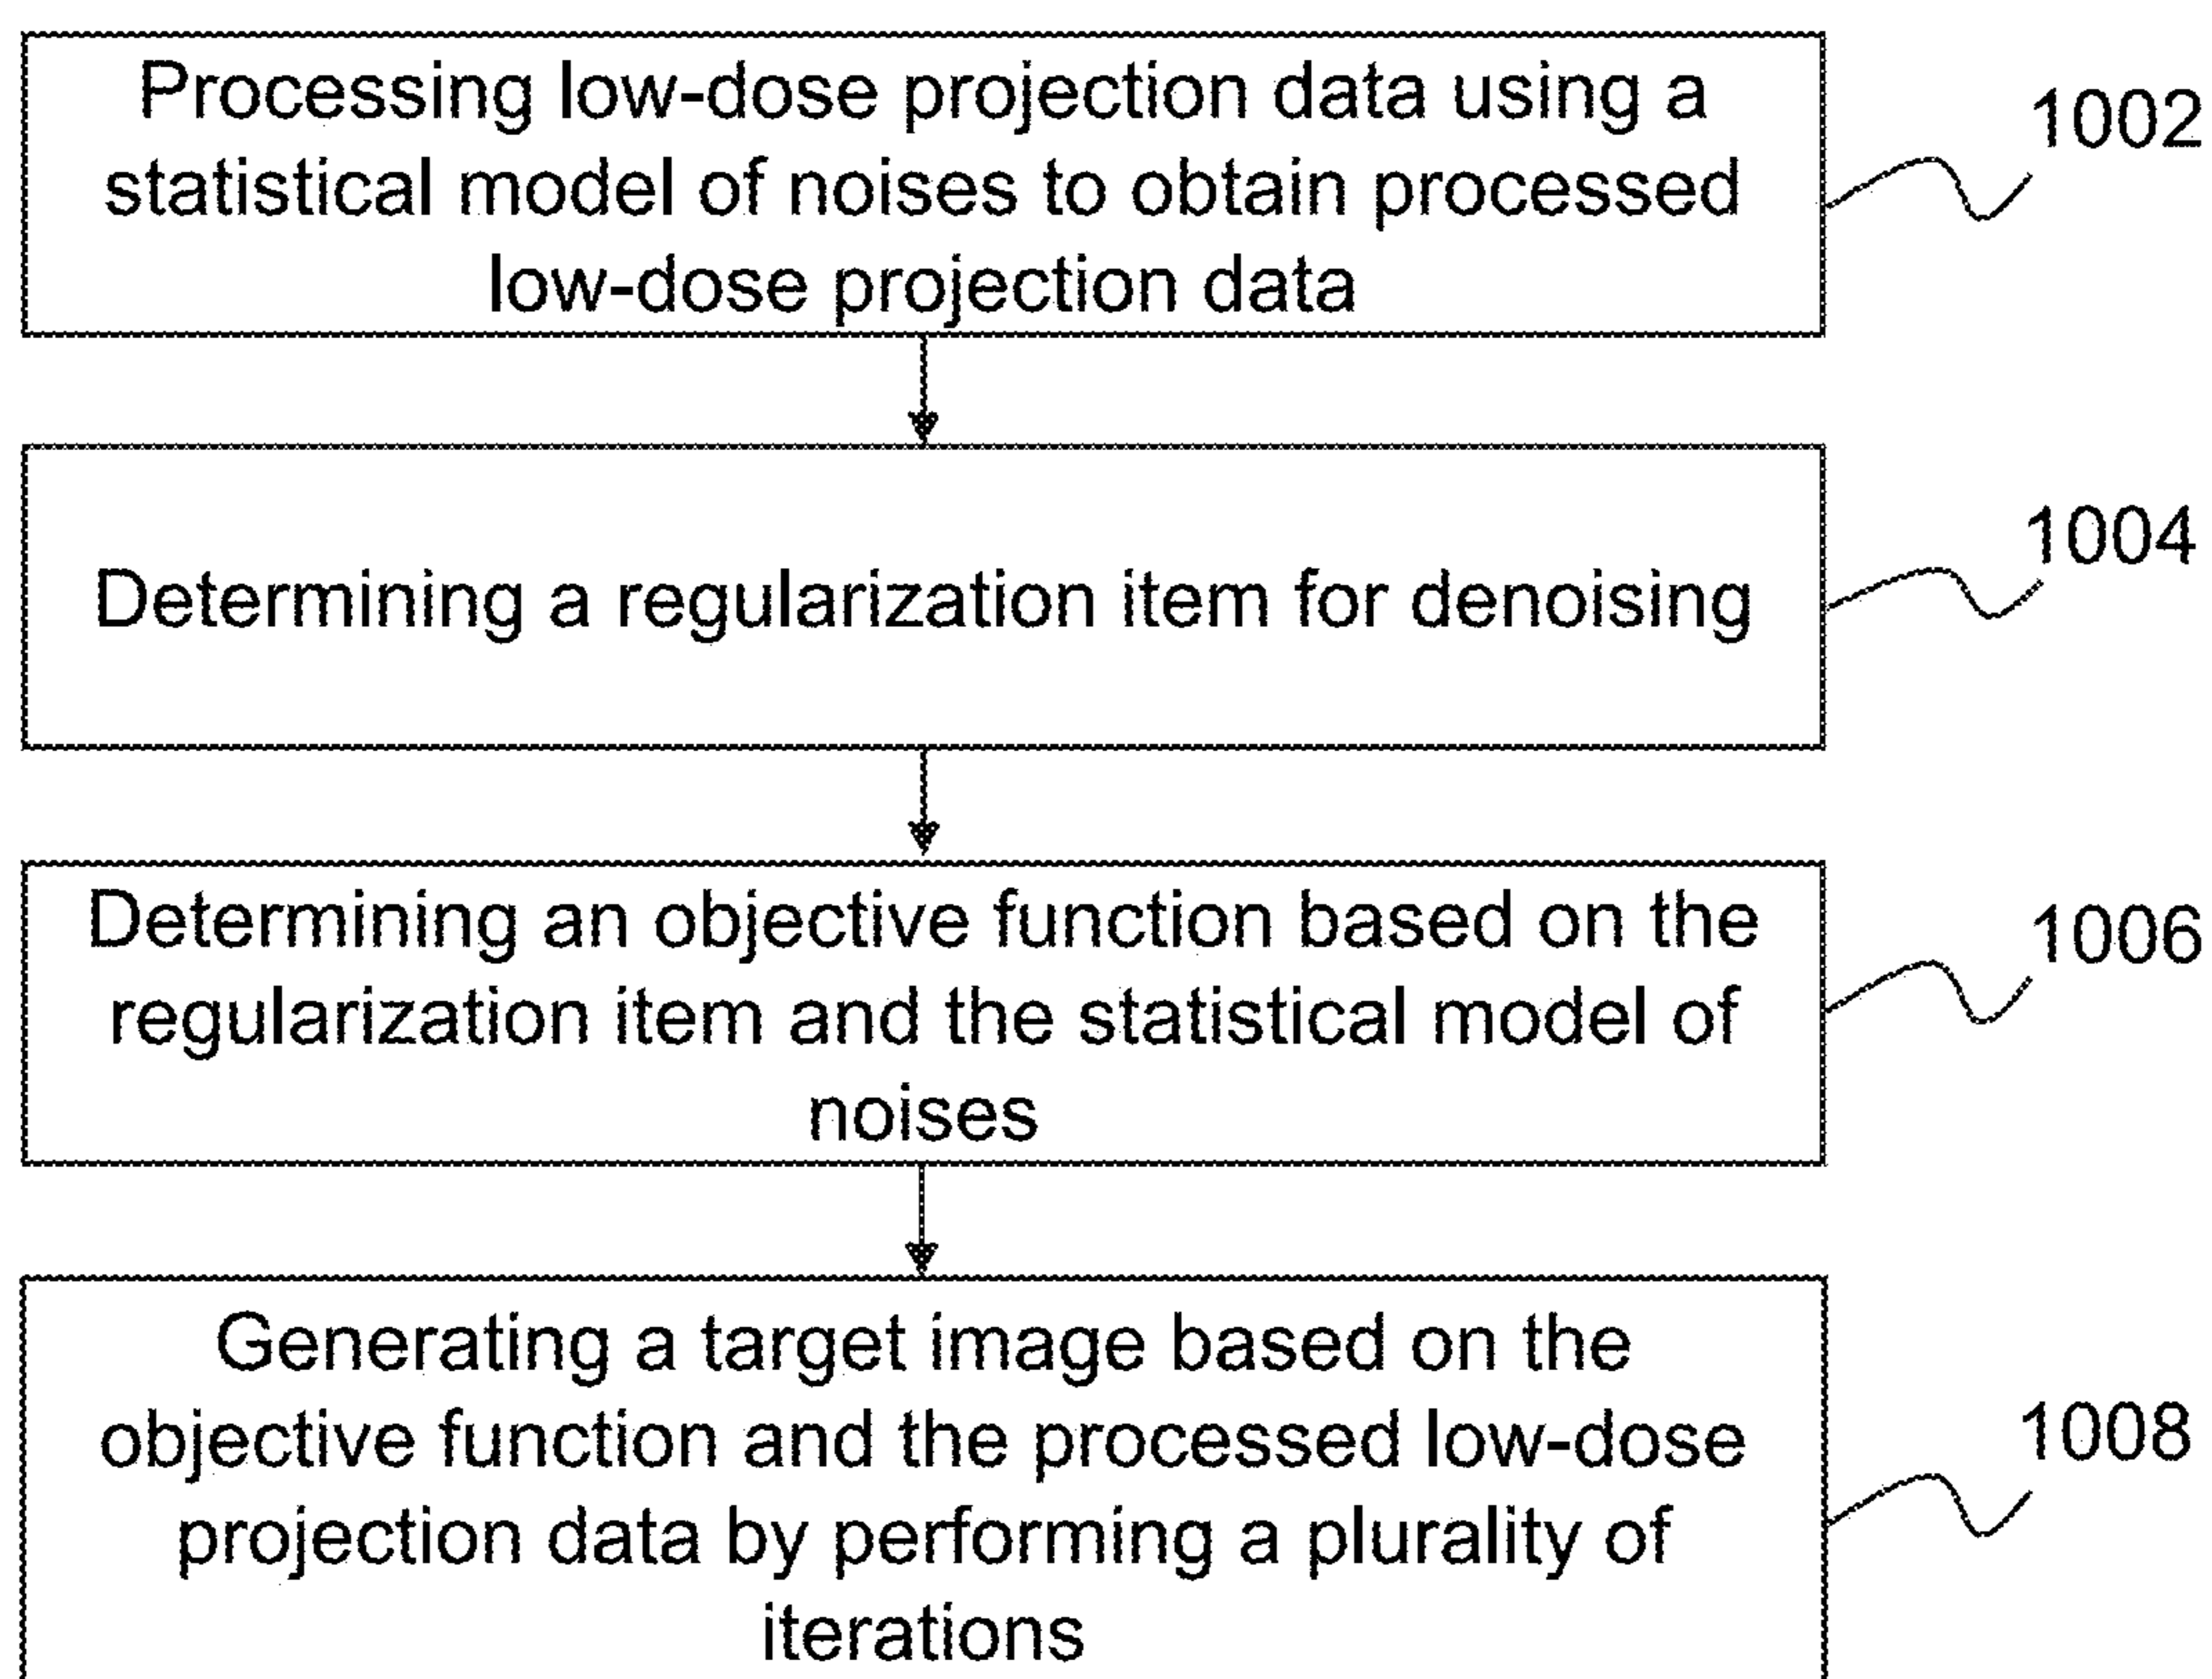 Processing low-dose projection data using a
statistical model of noises to obtain processed
low-dose projection data
1002
Determining a regularization item for denoising
1004
Determining an objective function based on the
regularization item and the statistical model of
noises
1006
Generating a target image based on the
objective function and the processed low-dose
projection data by performing a plurality of
iterations
1008